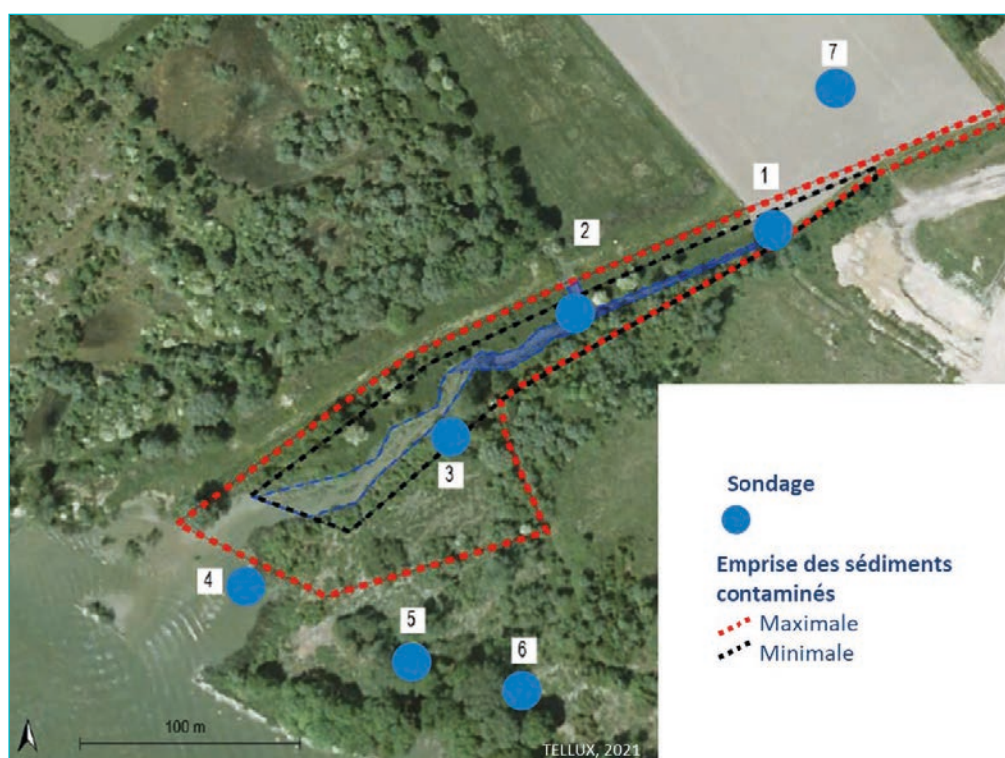 7
1
2
3
4
5
6
100 m
TELLUX, 2021
Sondage
Emprise des sédiments
contaminés
Maximale
Minimale